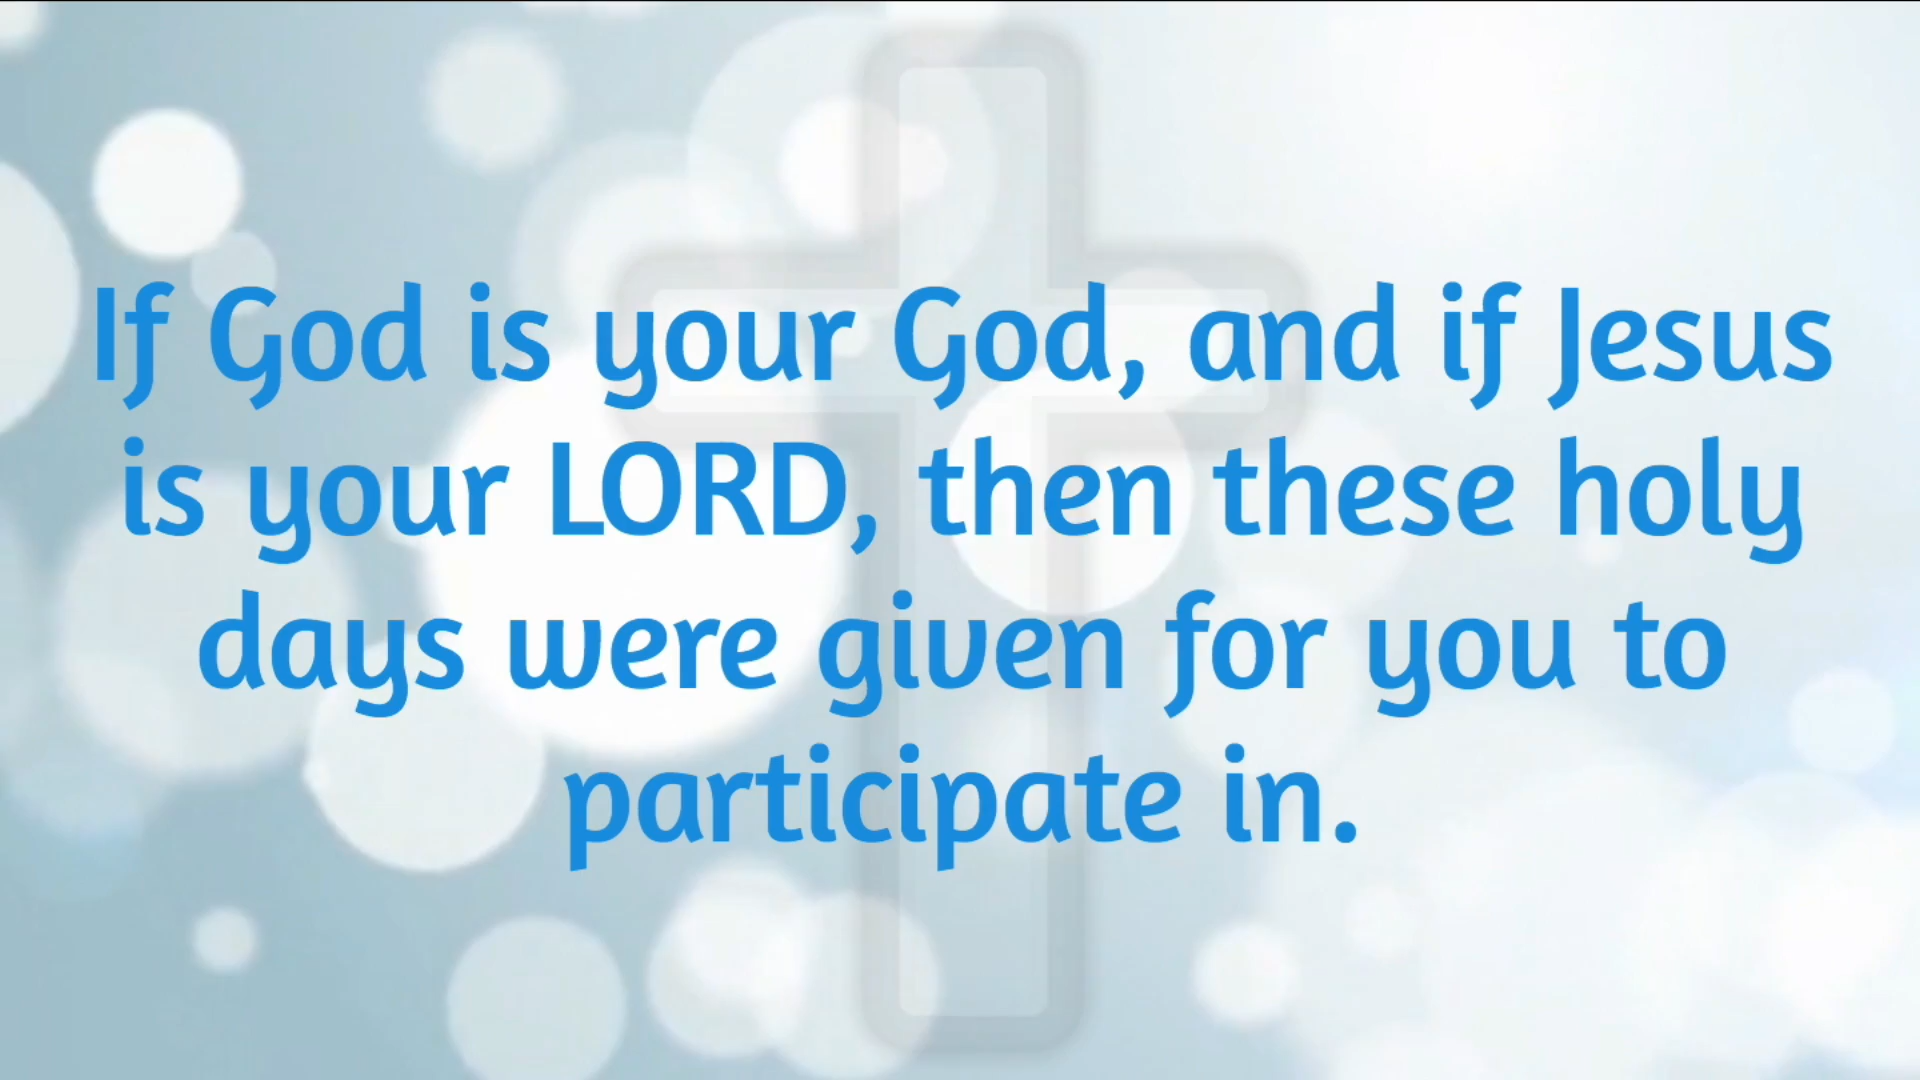 If God is your God, and if Jesus
is your LORD, then these holy
days were given for you to
participate in.